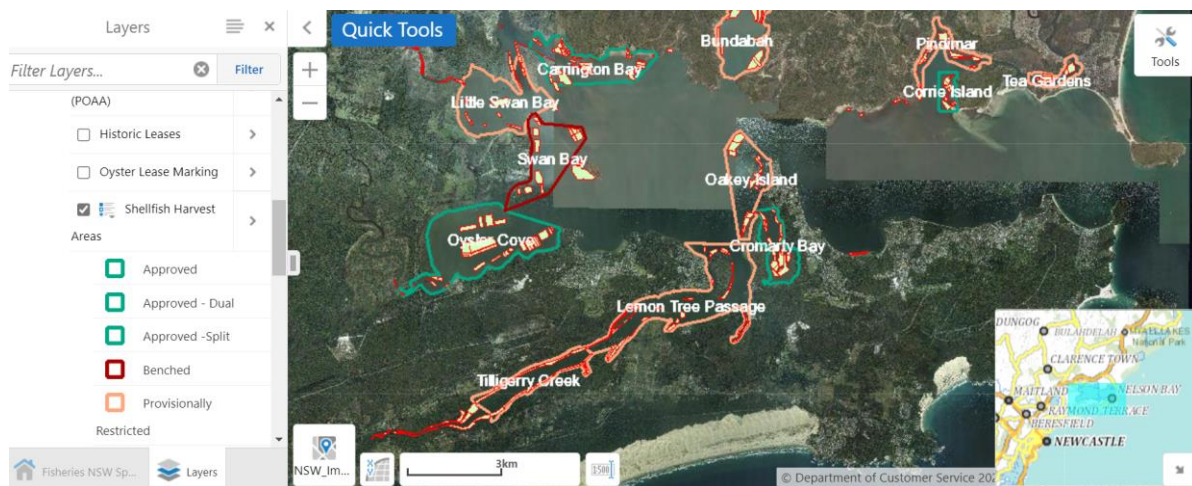 Layers
Filter Layers...
Filter
(POAA)
Historic Leases
Oyster Lease Marking
Shellfish Harvest
Areas
Approved
Approved - Dual
Approved -Split
Benched
Provisionally
Restricted
Fisheries NSW Sp...
Layers
Quick Tools
Tools
Bundabah
Pindimar
Carrington Bay
Corrie Island
Tea Gardens
Little Swan Bay
Swan Bay
Oakey Island
Oyster Cove
Cromarty Bay
Lemon Tree Passage
Tilligerry Creek
NSW_Im...
3km
© Department of Customer Service 202
DUNGOG
BULAHDELAH
National Park
CLARENCE TOWN
MAITLAND
NELSON BAY
RAYMOND TERRACE
BERESFIELD
NEWCASTLE